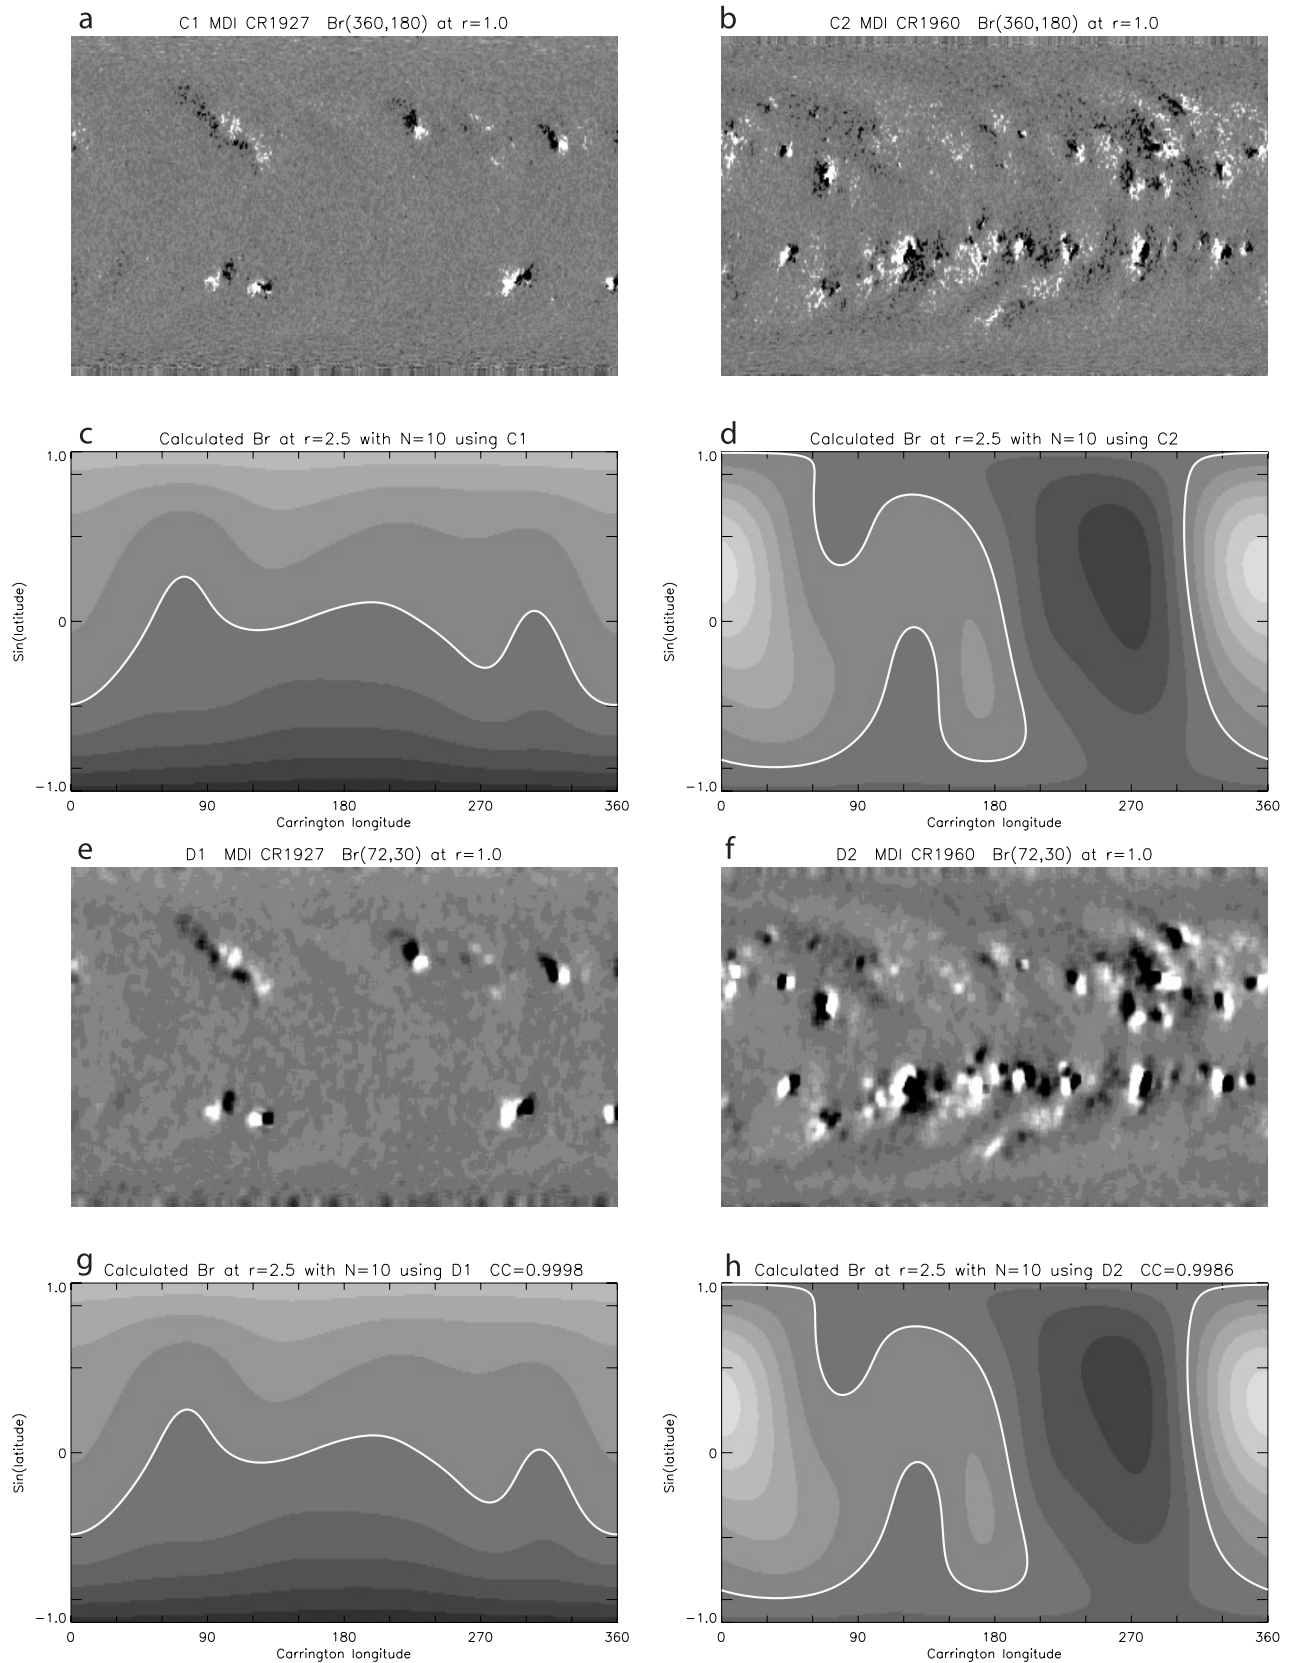 a
C1 MDI CR1927 Br(360,180) at r=1.0
b
C2 MDI CR1960 Br(360,180) at r=1.0
c
Calculated Br at r=2.5 with N=10 using C1
1.0
0
−1.0
Sin(latitude)
0 90 180 270 360
Carrington longitude
d
Calculated Br at r=2.5 with N=10 using C2
1.0
0
−1.0
Sin(latitude)
0 90 180 270 360
Carrington longitude
e
D1 MDI CR1927 Br(72,30) at r=1.0
f
D2 MDI CR1960 Br(72,30) at r=1.0
g
Calculated Br at r=2.5 with N=10 using D1 CC=0.9998
1.0
0
−1.0
Sin(latitude)
0 90 180 270 360
Carrington longitude
h
Calculated Br at r=2.5 with N=10 using D2 CC=0.9986
1.0
0
−1.0
Sin(latitude)
0 90 180 270 360
Carrington longitude